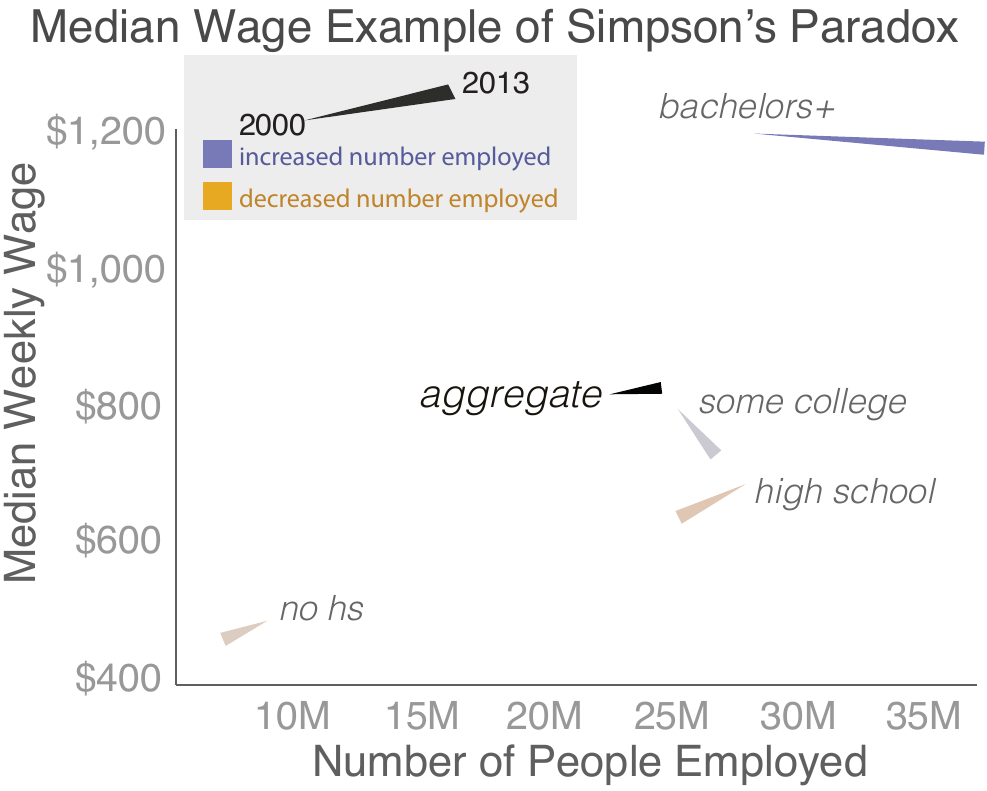 Median Wage Example of Simpson’s Paradox
2013
2000
increased number employed
decreased number employed
bachelors+
Median Weekly Wage
$1,200
$1,000
$800
$600
$400
aggregate
some college
high school
no hs
10M 15M 20M 25M 30M 35M
Number of People Employed